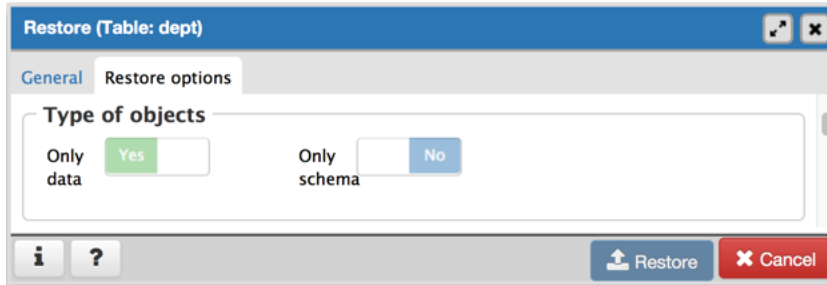 Restore (Table: dept)
General Restore options
Type of objects
Only data Yes Only schema No
i ? Restore Cancel